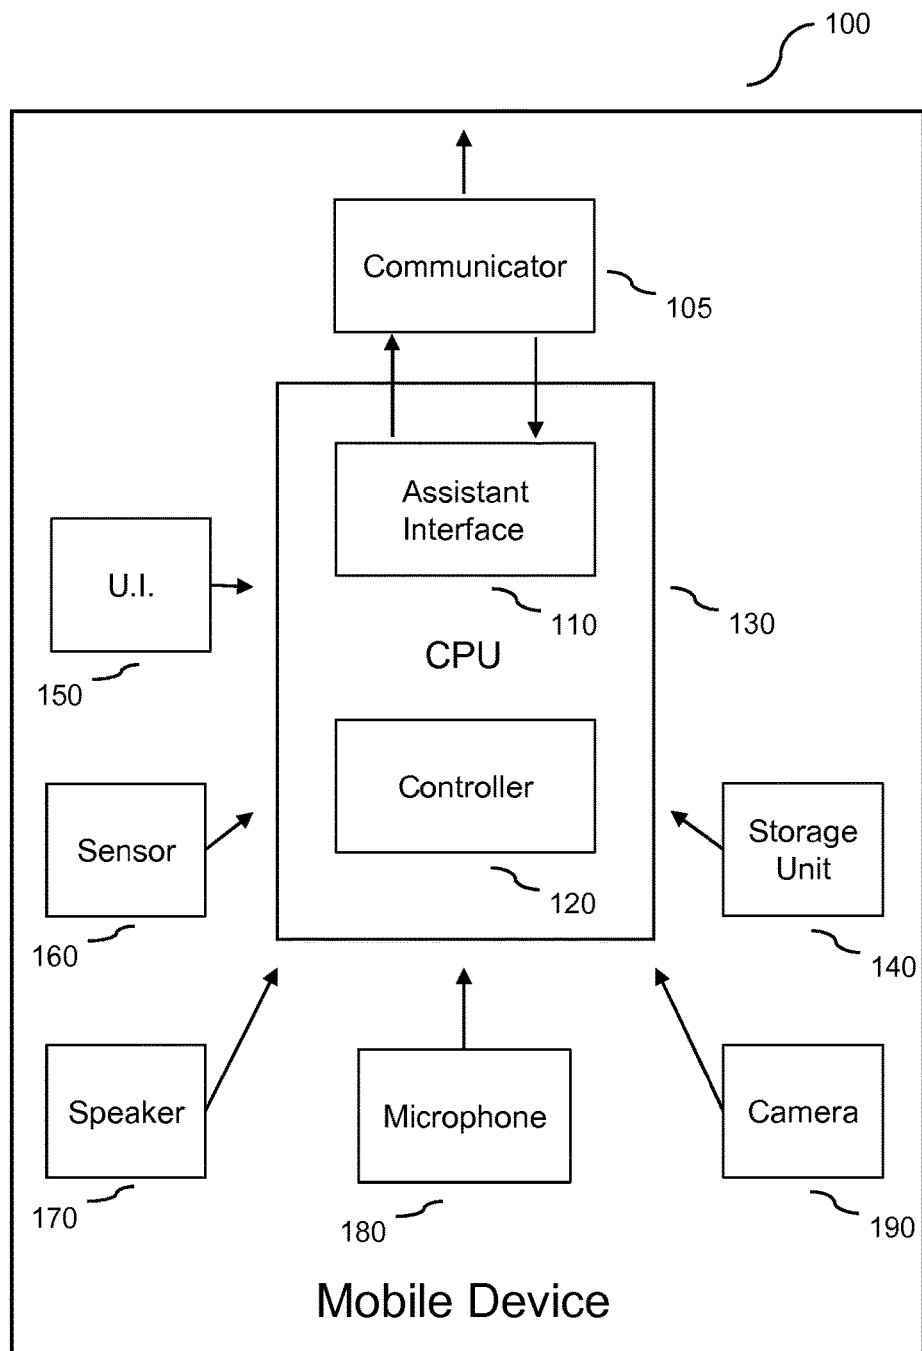 100
Communicator
105
Assistant
Interface
U.I.
110
130
CPU
150
Controller
Storage
Unit
Sensor
120
160
140
Speaker
Microphone
Camera
170
180
190
Mobile Device